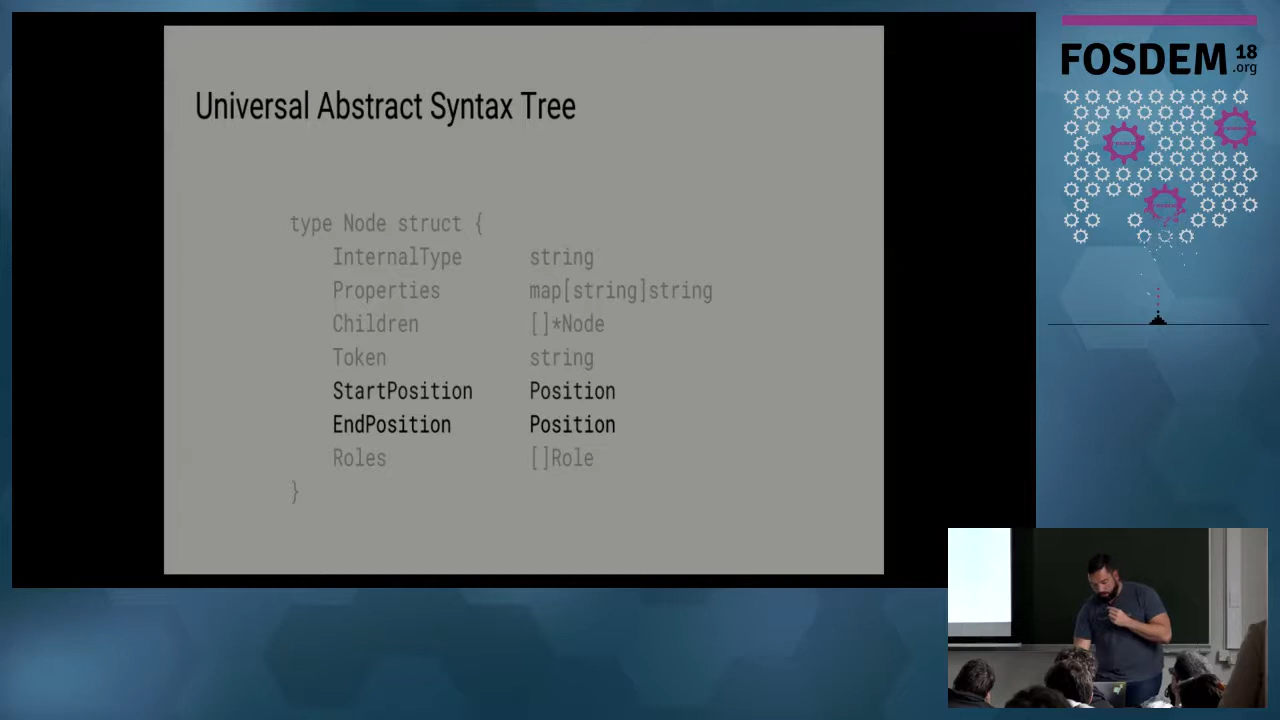 Universal Abstract Syntax Tree
type Node struct {
InternalType string
Properties map[string]string
Children []*Node
Token string
StartPosition Position
EndPosition Position
Roles []Role
}
FOSDEM 18 .org